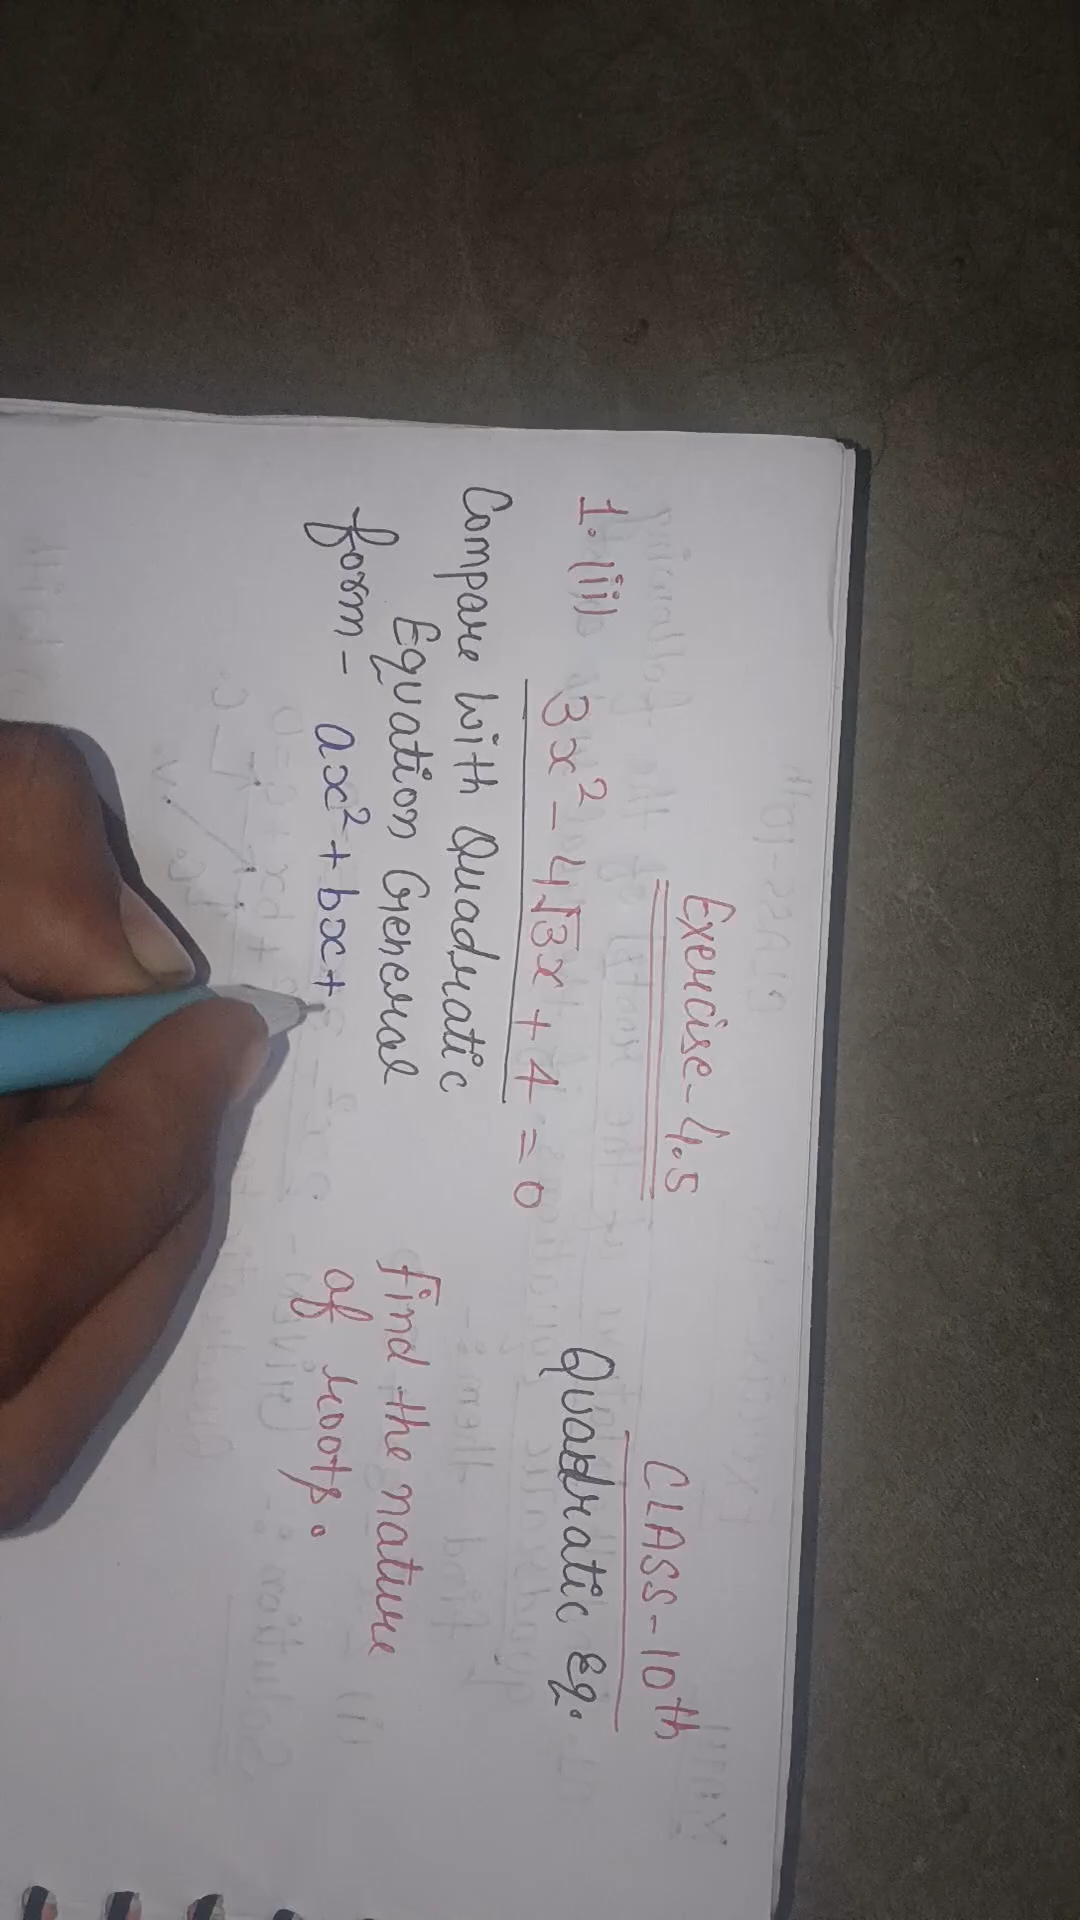 Exercise-4.5
CLASS-10th
Quadratic Eq.
1.(ii) 3x² - 4√3x + 4 = 0
Compare With Quadratic
Equation General
form - ax² + bx +
find the nature
of roots.